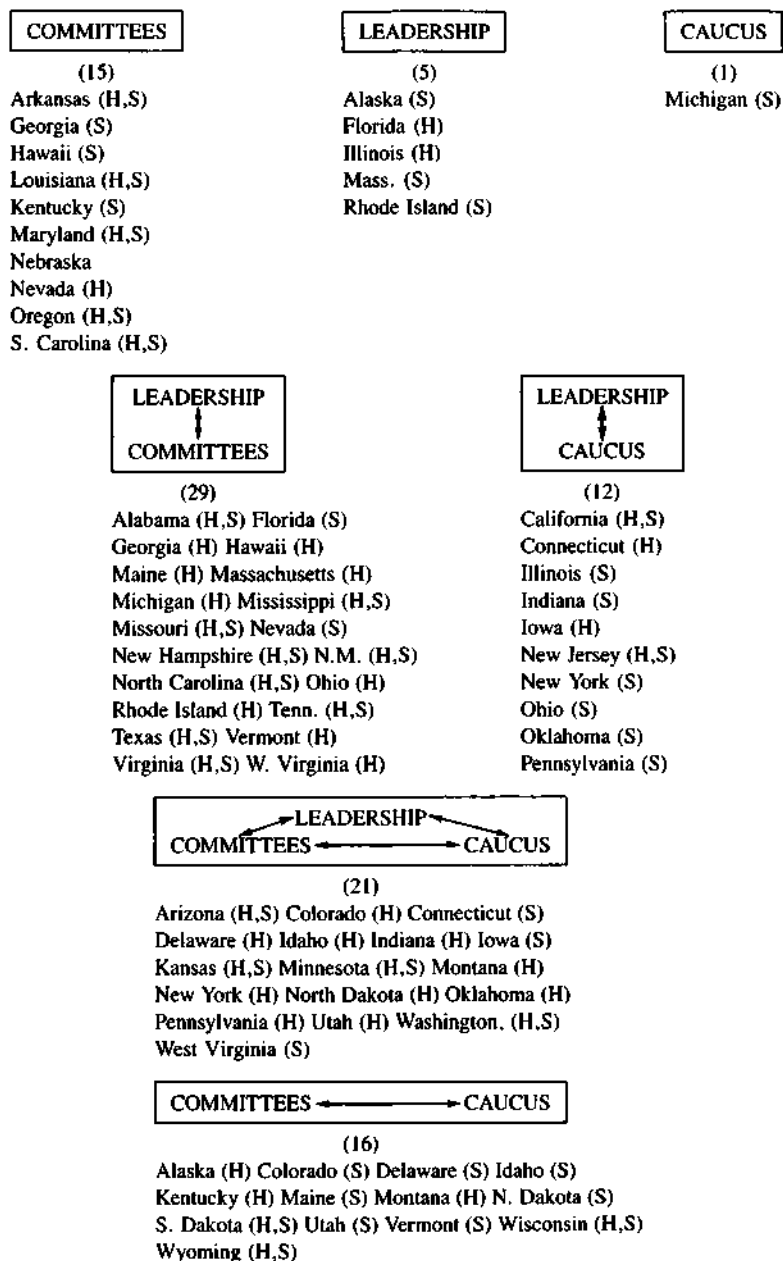 COMMITTEES
(15)
Arkansas (H,S)
Georgia (S)
Hawaii (S)
Louisiana (H,S)
Kentucky (S)
Maryland (H,S)
Nebraska
Nevada (H)
Oregon (H,S)
S. Carolina (H,S)
LEADERSHIP
(5)
Alaska (S)
Florida (H)
Illinois (H)
Mass. (S)
Rhode Island (S)
CAUCUS
(1)
Michigan (S)
LEADERSHIP
COMMITTEES
(29)
Alabama (H,S) Florida (S)
Georgia (H) Hawaii (H)
Maine (H) Massachusetts (H)
Michigan (H) Mississippi (H,S)
Missouri (H,S) Nevada (S)
New Hampshire (H,S) N.M. (H,S)
North Carolina (H,S) Ohio (H)
Rhode Island (H) Tenn. (H,S)
Texas (H,S) Vermont (H)
Virginia (H,S) W. Virginia (H)
LEADERSHIP
CAUCUS
(12)
California (H,S)
Connecticut (H)
Illinois (S)
Indiana (S)
Iowa (H)
New Jersey (H,S)
New York (S)
Ohio (S)
Oklahoma (S)
Pennsylvania (S)
LEADERSHIP
COMMITTEES CAUCUS
(21)
Arizona (H,S) Colorado (H) Connecticut (S)
Delaware (H) Idaho (H) Indiana (H) Iowa (S)
Kansas (H,S) Minnesota (H,S) Montana (H)
New York (H) North Dakota (H) Oklahoma (H)
Pennsylvania (H) Utah (H) Washington. (H,S)
West Virginia (S)
COMMITTEES CAUCUS
(16)
Alaska (H) Colorado (S) Delaware (S) Idaho (S)
Kentucky (H) Maine (S) Montana (H) N. Dakota (S)
S. Dakota (H,S) Utah (S) Vermont (S) Wisconsin (H,S)
Wyoming (H,S)